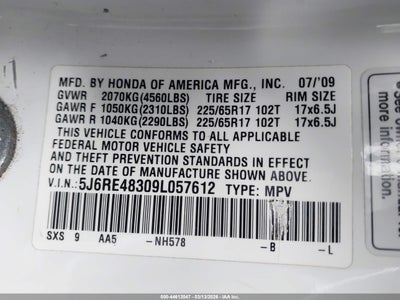 MFD. BY HONDA OF AMERICA MFG., INC. 07/'09
GVWR 2070KG(4560LBS) TIRE SIZE RIM SIZE
GAWR F 1050KG(2310LBS) 225/65R17 102T 17x6.5J
GAWR R 1040KG(2290LBS) 225/65R17 102T 17x6.5J
THIS VEHICLE CONFORMS TO ALL APPLICABLE
FEDERAL MOTOR VEHICLE SAFETY AND
THEFT PREVENTION STANDARDS IN EFFECT
ON THE DATE OF MANUFACTURE SHOWN ABOVE.
V.I.N.: 5J6RE48309L057612 TYPE: MPV
SXS 9 AA5 -NH578 -B -L
more information.